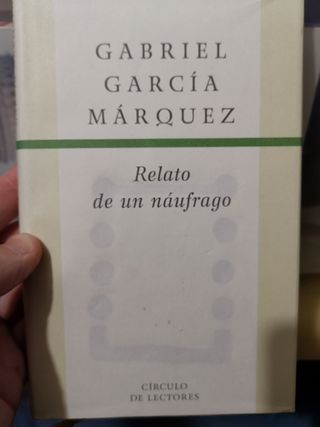 GABRIEL
GARCÍA
MÁRQUEZ
Relato
de un náufrago
CÍRCULO
DE LECTORES